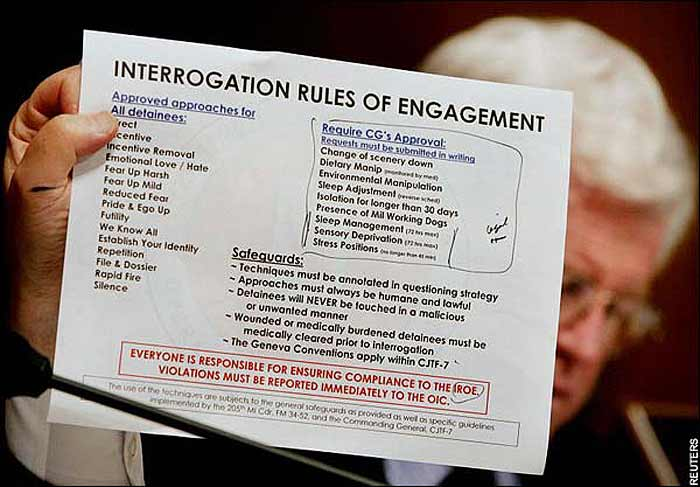 INTERROGATION RULES OF ENGAGEMENT
Approved approaches for
All detainees:
rect
centive
Incentive Removal
Emotional Love / Hate
Fear Up Harsh
Fear Up Mild
Reduced Fear
Pride & Ego Up
Futility
We Know All
Establish Your Identity
Repetition
File & Dossier
Rapid Fire
Silence
Require CG's Approval:
Requests must be submitted in writing
Change of scenery down
Dietary Manip (monitored by med)
Environmental Manipulation
Sleep Adjustment (reverse sched)
Isolation for longer than 30 days
Presence of Mil Working Dogs
Sleep Management (72 hrs max)
Sensory Deprivation (72 hrs max)
Stress Positions (no longer than 45 min)
Safeguards:
~ Techniques must be annotated in questioning strategy
~ Approaches must always be humane and lawful
~ Detainees will NEVER be touched in a malicious
or unwanted manner
~ Wounded or medically burdened detainees must be
medically cleared prior to interrogation
~ The Geneva Conventions apply within CJTF-7
EVERYONE IS RESPONSIBLE FOR ENSURING COMPLIANCE TO THE IROE.
VIOLATIONS MUST BE REPORTED IMMEDIATELY TO THE OIC.
The use of the techniques are subjects to the general safeguards as provided as well as specific guidelines
implemented by the 205th MI Cdr, FM 34-52, and the Commanding General, CJTF-7
REUTERS